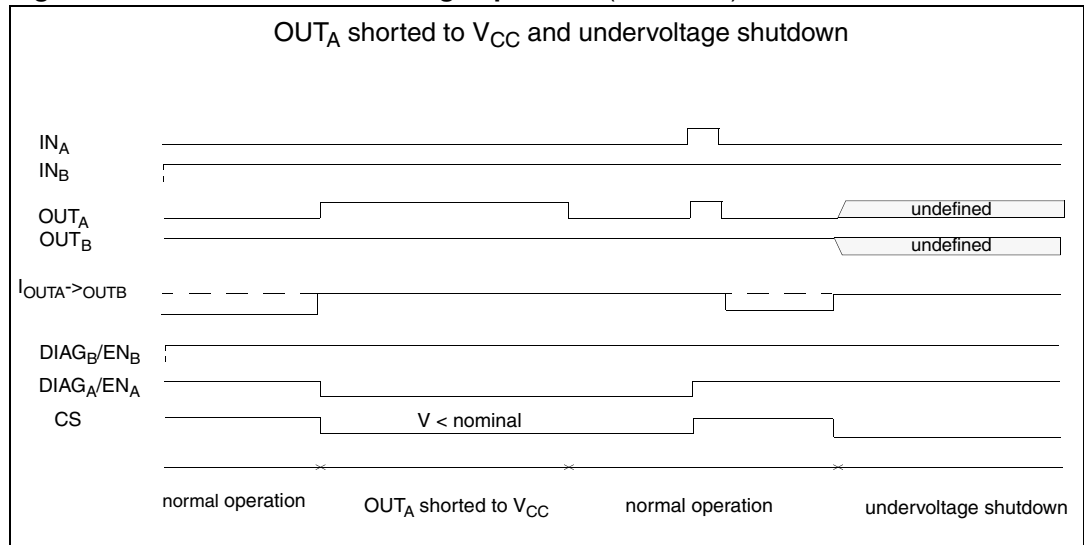 OUTA shorted to VCC and undervoltage shutdown
INA
INB
OUTA
undefined
OUTB
undefined
IOUTA->OUTB
DIAGB/ENB
DIAGA/ENA
CS
V < nominal
normal operation
OUTA shorted to VCC
normal operation
undervoltage shutdown